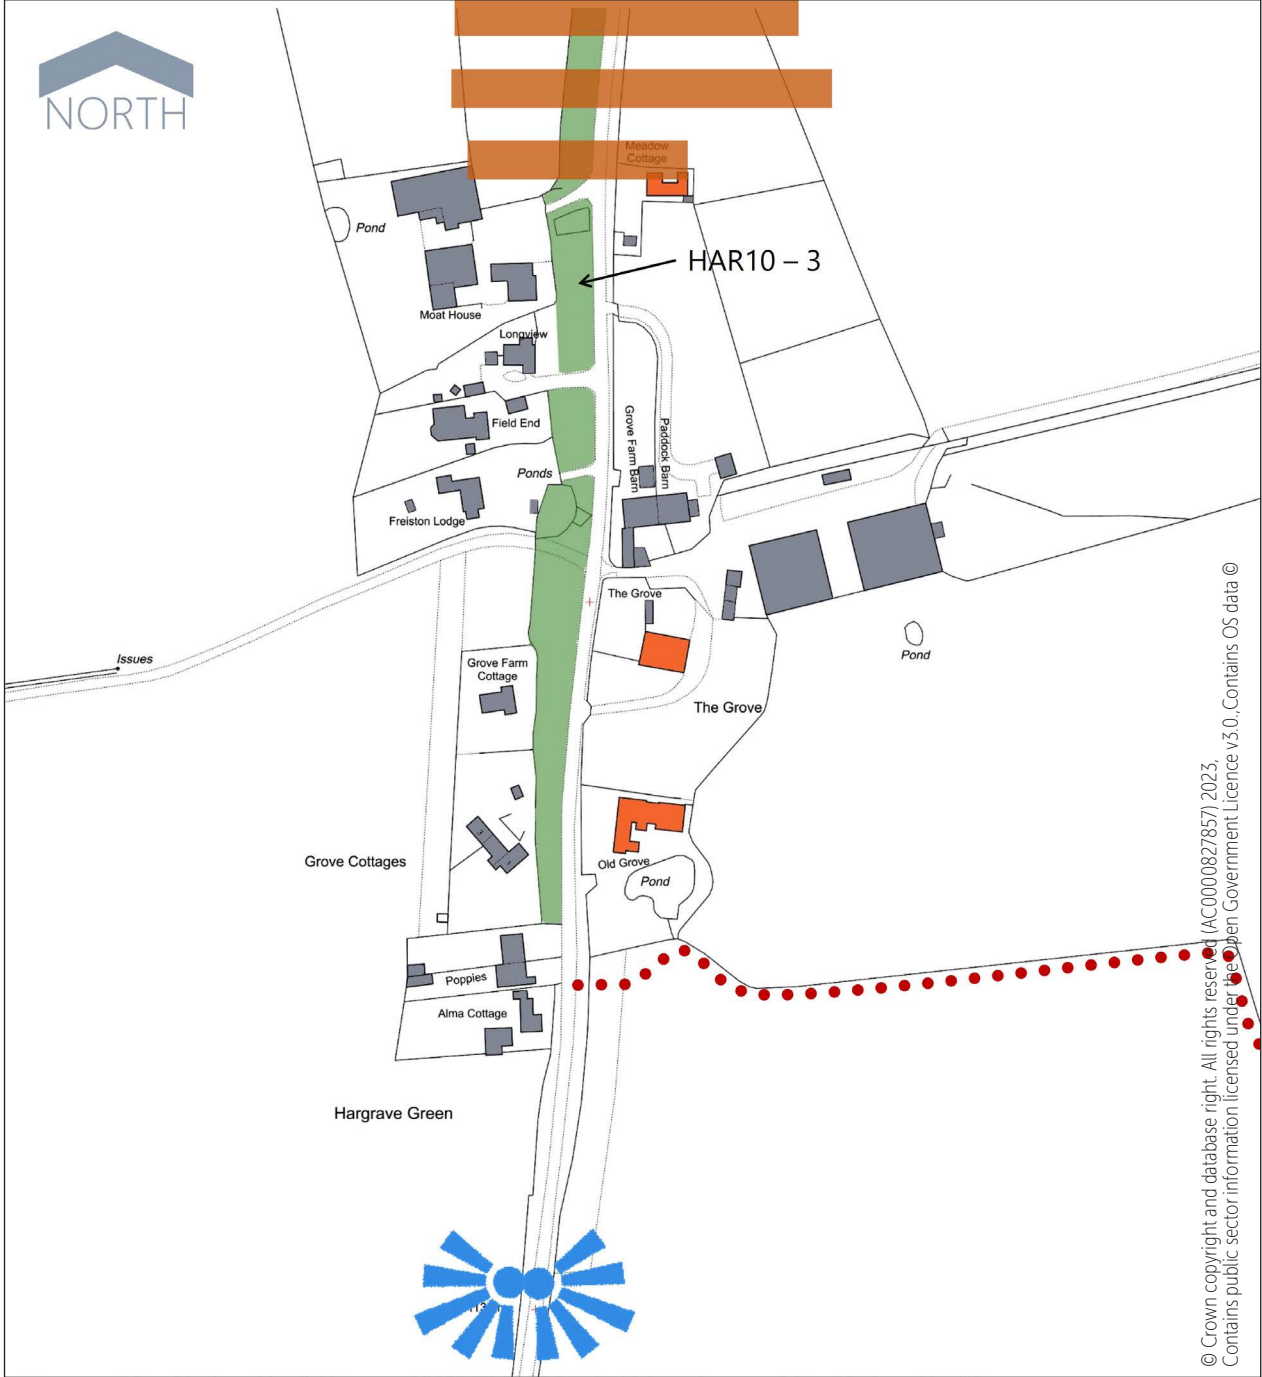 NORTH
Meadow
Cottage
Pond
HAR10 – 3
Moat House
Longview
Field End
Grove Farm Barn
Paddock Barn
Ponds
Freiston Lodge
The Grove
Issues
Pond
Grove Farm
Cottage
The Grove
3
1
Grove Cottages
Old Grove
Pond
Poppies
Alma Cottage
Hargrave Green
© Crown copyright and database right. All rights reserved (AC0000827857) 2023,
Contains public sector information licensed under the Open Government Licence v3.0.,Contains OS data ©